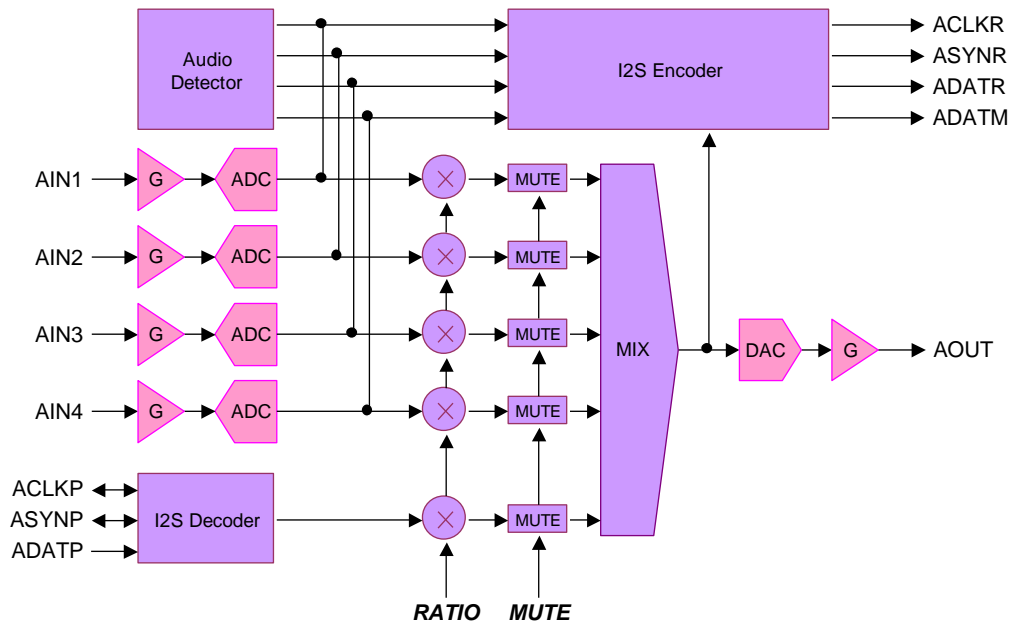 Audio
Detector
I2S Encoder
ACLKR
ASYNR
ADATR
ADATM
AIN1
G
ADC
×
MUTE
AIN2
G
ADC
×
MUTE
AIN3
G
ADC
×
MUTE
MIX
DAC
G
AOUT
AIN4
G
ADC
×
MUTE
ACLKP
ASYNP
ADATP
I2S Decoder
×
MUTE
RATIO
MUTE